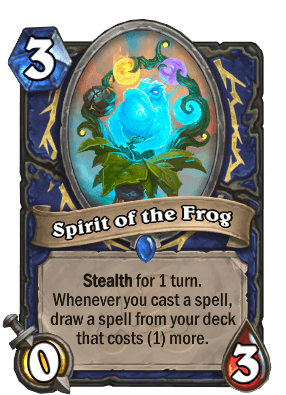 3
Spirit of the Frog
Stealth for 1 turn.
Whenever you cast a spell,
draw a spell from your deck
that costs (1) more.
0
3